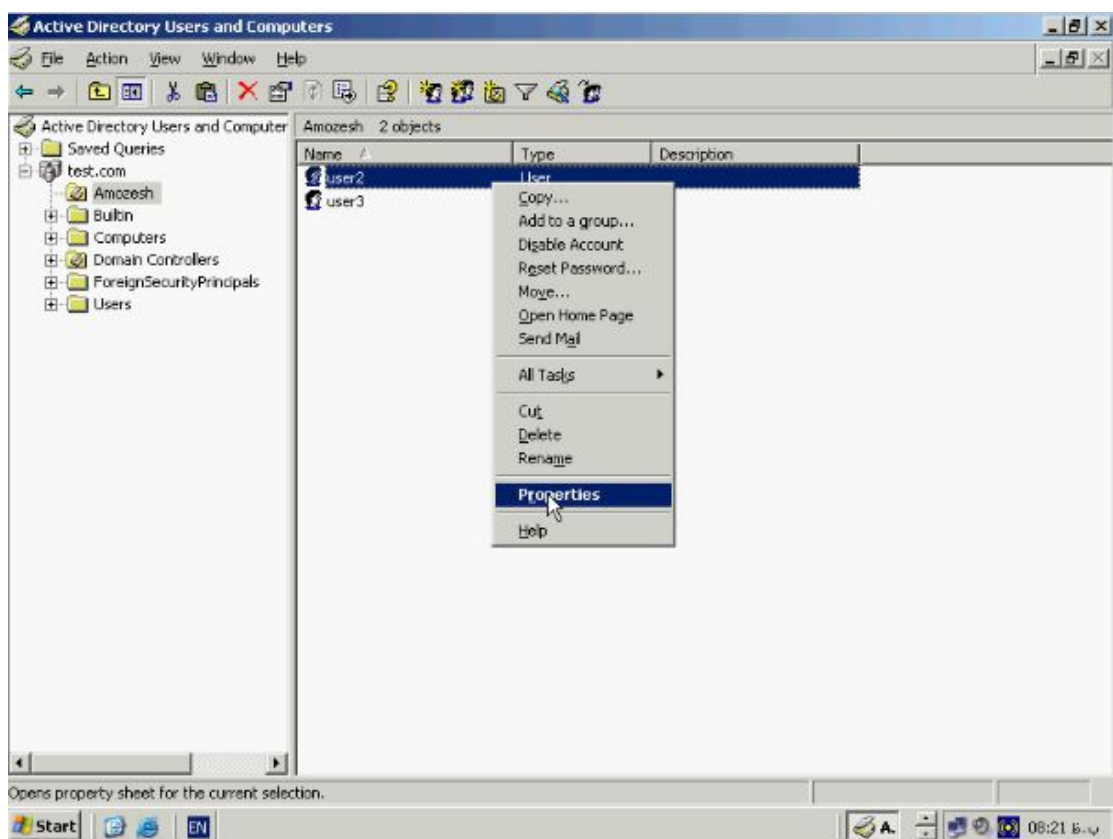 Active Directory Users and Computers
File Action View Window Help
Active Directory Users and Computer
Saved Queries
test.com
Amozesh
Builtin
Computers
Domain Controllers
ForeignSecurityPrincipals
Users
Amozesh 2 objects
Name Type Description
user2 User
user3
Copy...
Add to a group...
Disable Account
Reset Password...
Move...
Open Home Page
Send Mail
All Tasks
Cut
Delete
Rename
Properties
Help
Opens property sheet for the current selection.
Start EN A. 08:21 ب.ظ